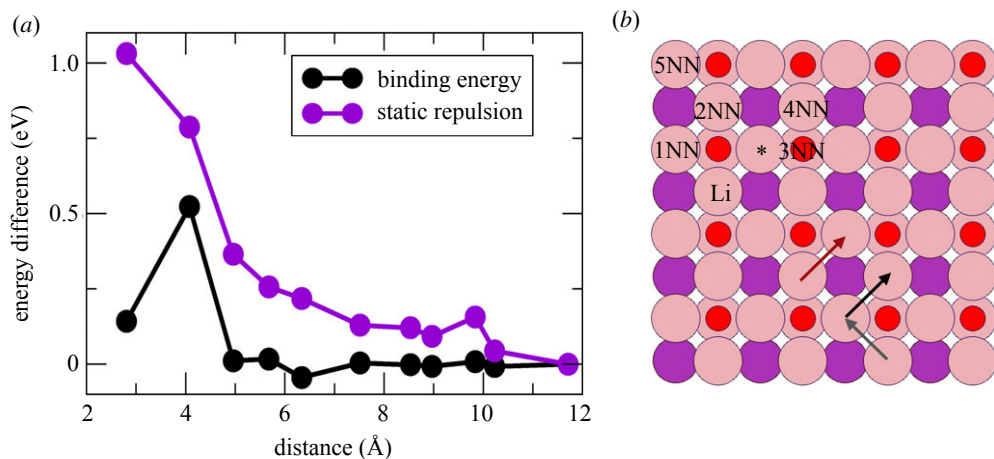 (a)
1.0
0.5
0
energy difference (eV)
binding energy
static repulsion
2 4 6 8 10 12
distance (Å)
(b)
5NN
2NN 4NN
1NN * 3NN
Li